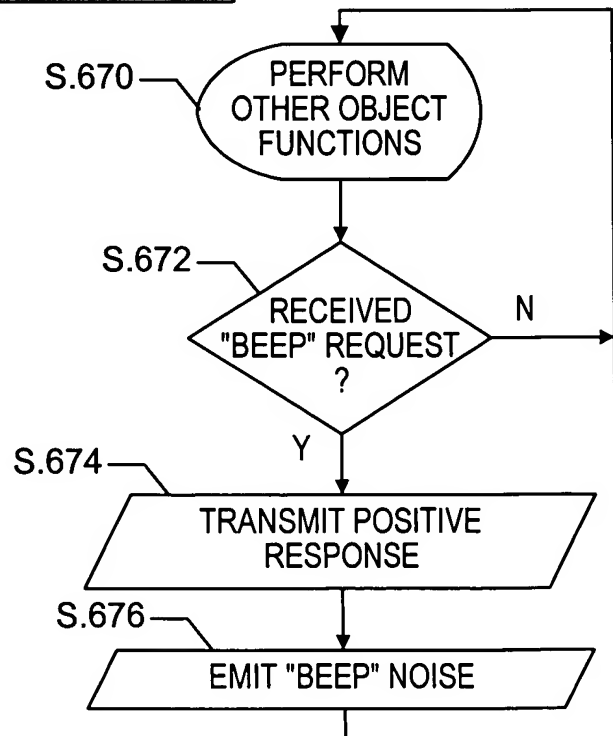 S.670
PERFORM
OTHER OBJECT
FUNCTIONS
S.672
RECEIVED
"BEEP" REQUEST
?
N
Y
S.674
TRANSMIT POSITIVE
RESPONSE
S.676
EMIT "BEEP" NOISE